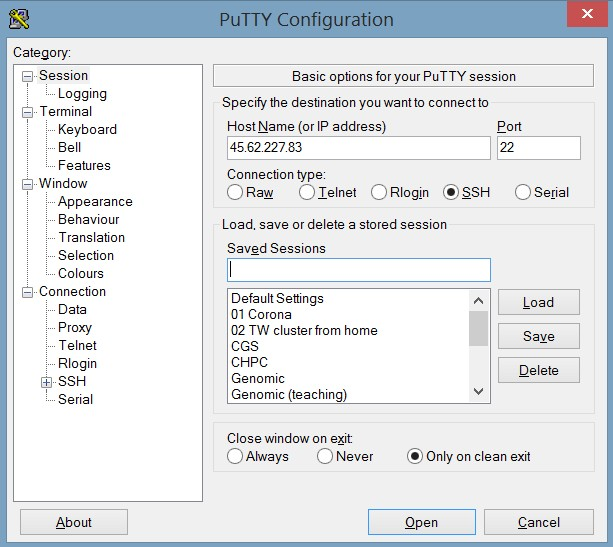 PuTTY Configuration
Category:
Session
Logging
Terminal
Keyboard
Bell
Features
Window
Appearance
Behaviour
Translation
Selection
Colours
Connection
Data
Proxy
Telnet
Rlogin
SSH
Serial
Basic options for your PuTTY session
Specify the destination you want to connect to
Host Name (or IP address) Port
45.62.227.83 22
Connection type:
Raw Telnet Rlogin SSH Serial
Load, save or delete a stored session
Saved Sessions
Default Settings
01 Corona
02 TW cluster from home
CGS
CHPC
Genomic
Genomic (teaching)
Load
Save
Delete
Close window on exit:
Always Never Only on clean exit
About Open Cancel